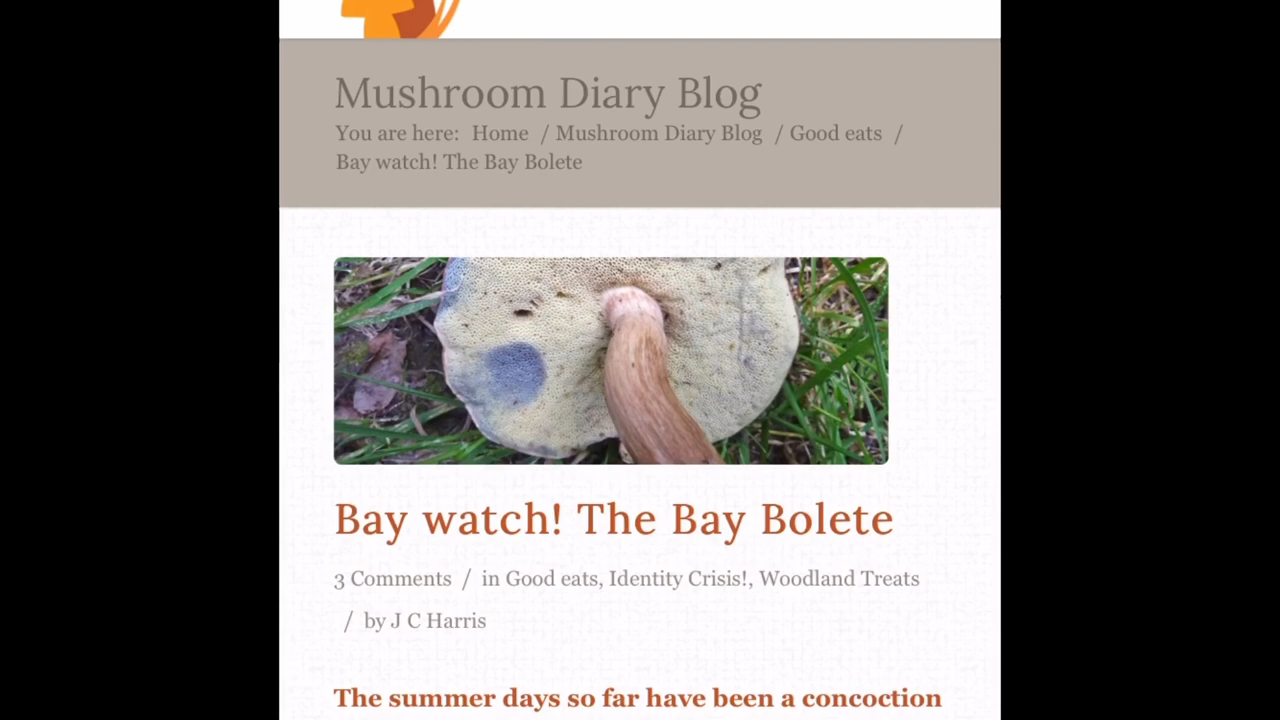 Mushroom Diary Blog
You are here: Home / Mushroom Diary Blog / Good eats /
Bay watch! The Bay Bolete
Bay watch! The Bay Bolete
3 Comments / in Good eats, Identity Crisis!, Woodland Treats
/ by J C Harris
The summer days so far have been a concoction